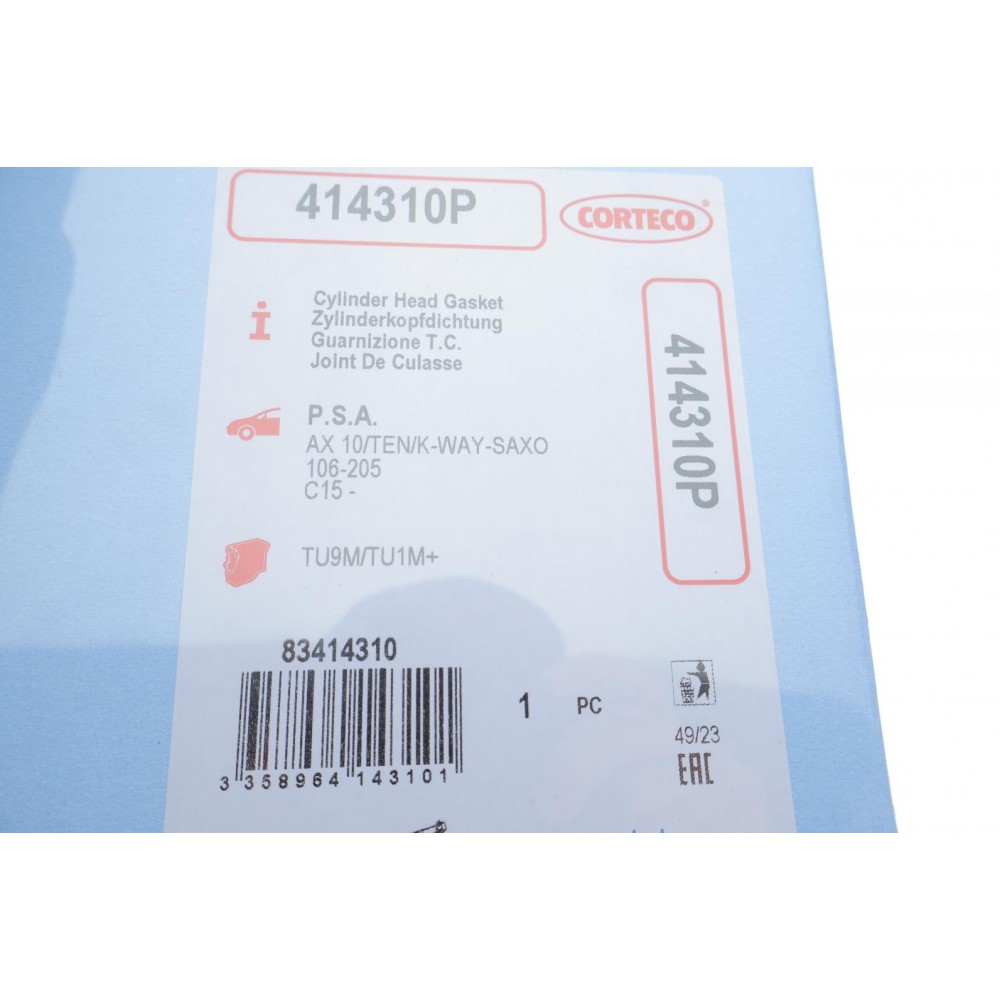 414310P
CORTECO
Cylinder Head Gasket
Zylinderkopfdichtung
Guarnizione T.C.
Joint De Culasse
414310P
P.S.A.
AX 10/TEN/K-WAY-SAXO
106-205
C15 -
TU9M/TU1M+
83414310
1 PC
49/23
EAC
3 358964 143101